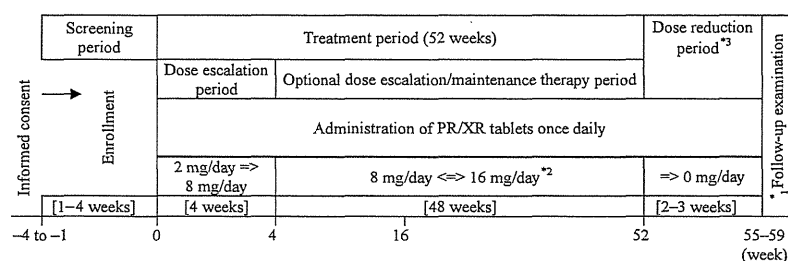 Screening
period
Treatment period (52 weeks)
Dose reduction
period*3
Dose escalation
period
Optional dose escalation/maintenance therapy period
Informed consent
Enrollment
Administration of PR/XR tablets once daily
2 mg/day =>
8 mg/day
8 mg/day <=> 16 mg/day*2
=> 0 mg/day
*1 Follow-up examination
[1–4 weeks]
[4 weeks]
[48 weeks]
[2–3 weeks]
–4 to –1
0
4
16
52
55–59
(week)